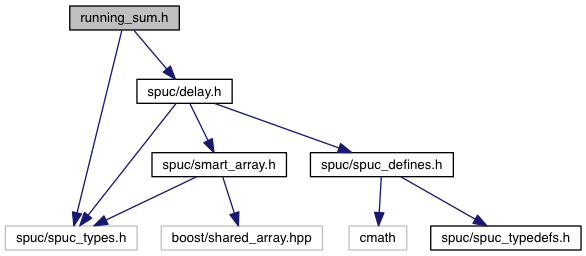 running_sum.h
spuc/delay.h
spuc/smart_array.h
spuc/spuc_defines.h
spuc/spuc_types.h
boost/shared_array.hpp
cmath
spuc/spuc_typedefs.h